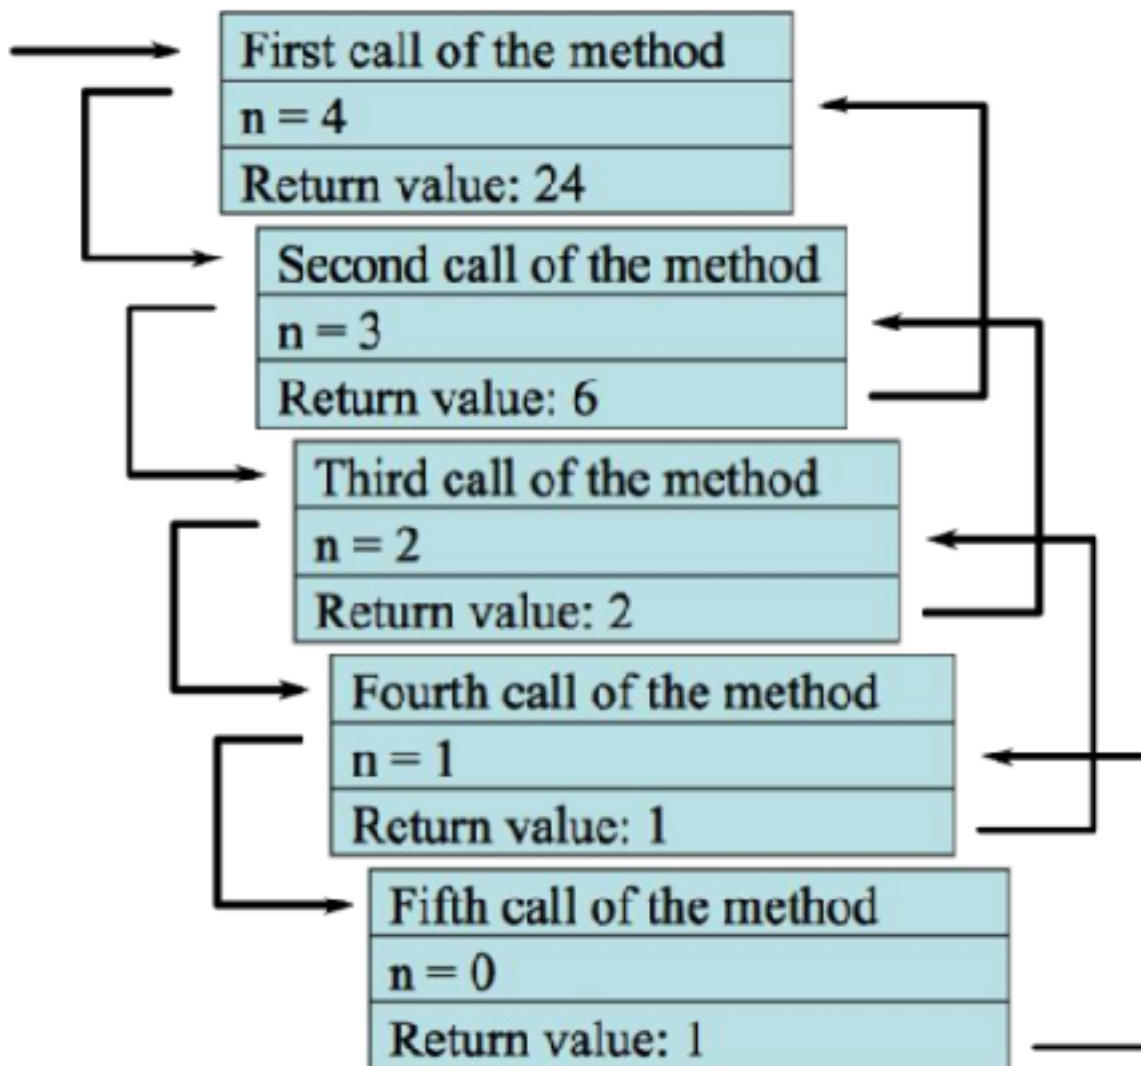 First call of the method
n = 4
Return value: 24
Second call of the method
n = 3
Return value: 6
Third call of the method
n = 2
Return value: 2
Fourth call of the method
n = 1
Return value: 1
Fifth call of the method
n = 0
Return value: 1